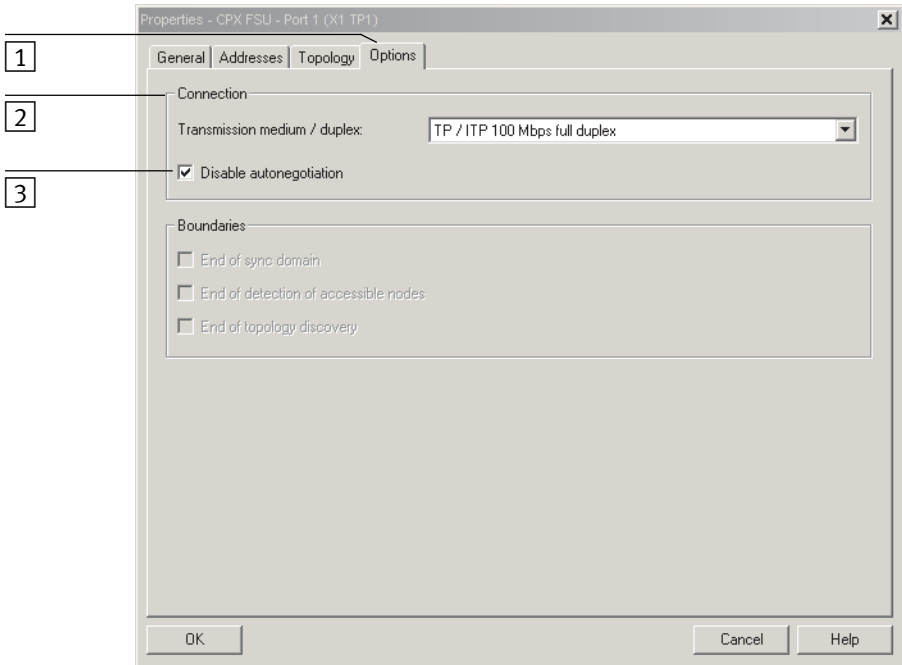 Properties - CPX FSU - Port 1 (X1 TP1)
1
General Addresses Topology Options
2
Connection
Transmission medium / duplex: TP / ITP 100 Mbps full duplex
3
Disable autonegotiation
Boundaries
End of sync domain
End of detection of accessible nodes
End of topology discovery
OK Cancel Help